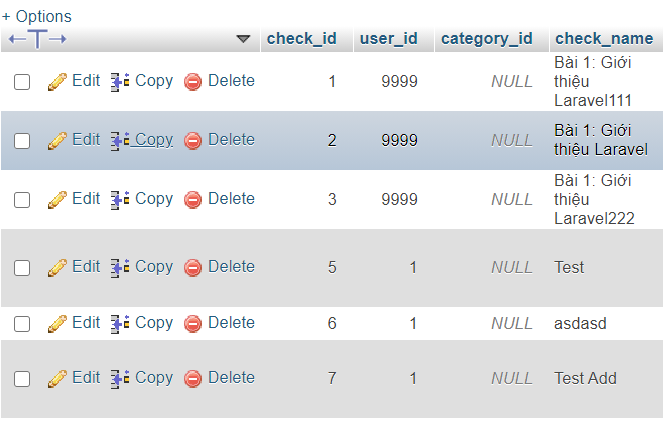 + Options
←T→ check_id user_id category_id check_name
Edit Copy Delete 1 9999 NULL Bài 1: Giới
thiệu
Laravel111
Edit Copy Delete 2 9999 NULL Bài 1: Giới
thiệu Laravel
Edit Copy Delete 3 9999 NULL Bài 1: Giới
thiệu
Laravel222
Edit Copy Delete 5 1 NULL Test
Edit Copy Delete 6 1 NULL asdasd
Edit Copy Delete 7 1 NULL Test Add